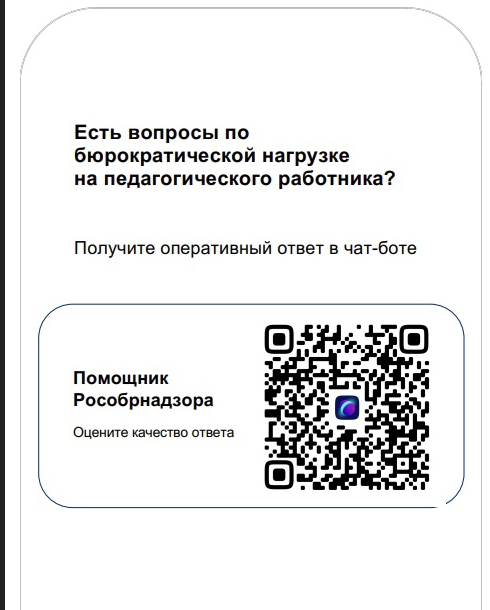 Есть вопросы по
бюрократической нагрузке
на педагогического работника?
Получите оперативный ответ в чат-боте
Помощник
Рособрнадзора
Оцените качество ответа